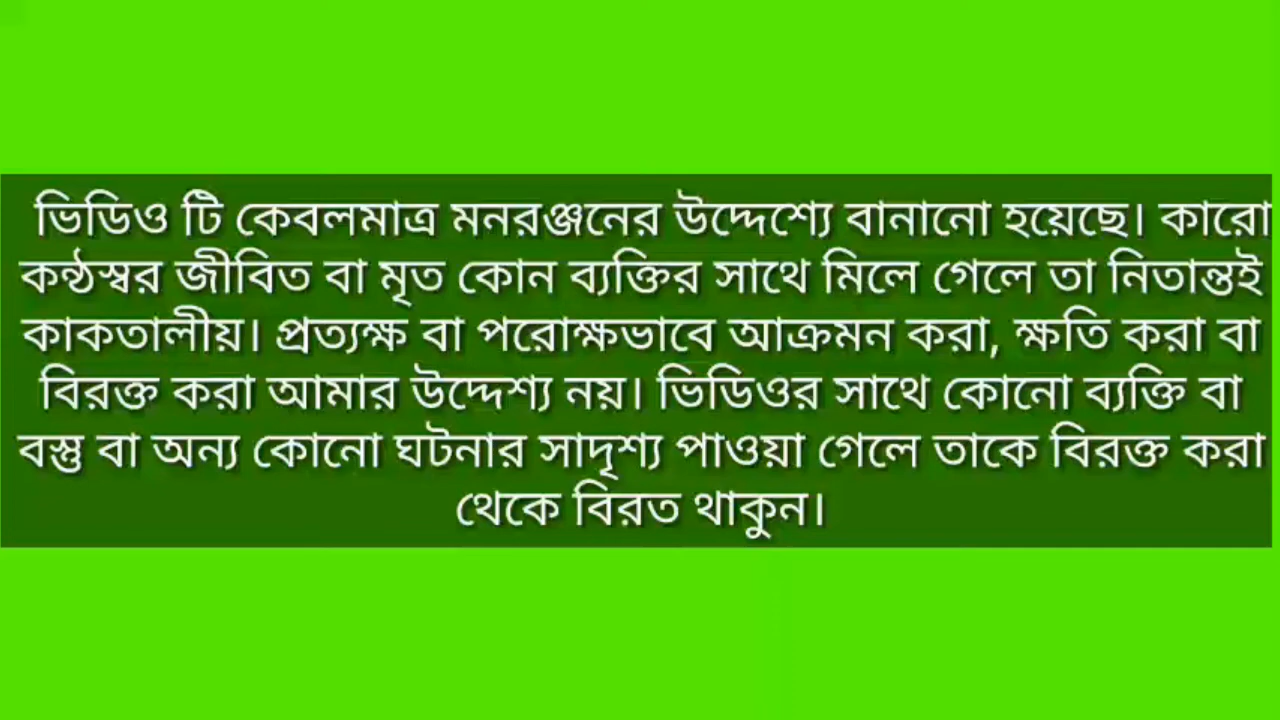 ভিডিও টি কেবলমাত্র মনরঞ্জনের উদ্দেশ্যে বানানো হয়েছে। কারো
কন্ঠস্বর জীবিত বা মৃত কোন ব্যক্তির সাথে মিলে গেলে তা নিতান্তই
কাকতালীয়। প্রত্যক্ষ বা পরোক্ষভাবে আক্রমন করা, ক্ষতি করা বা
বিরক্ত করা আমার উদ্দেশ্য নয়। ভিডিওর সাথে কোনো ব্যক্তি বা
বস্তু বা অন্য কোনো ঘটনার সাদৃশ্য পাওয়া গেলে তাকে বিরক্ত করা
থেকে বিরত থাকুন।